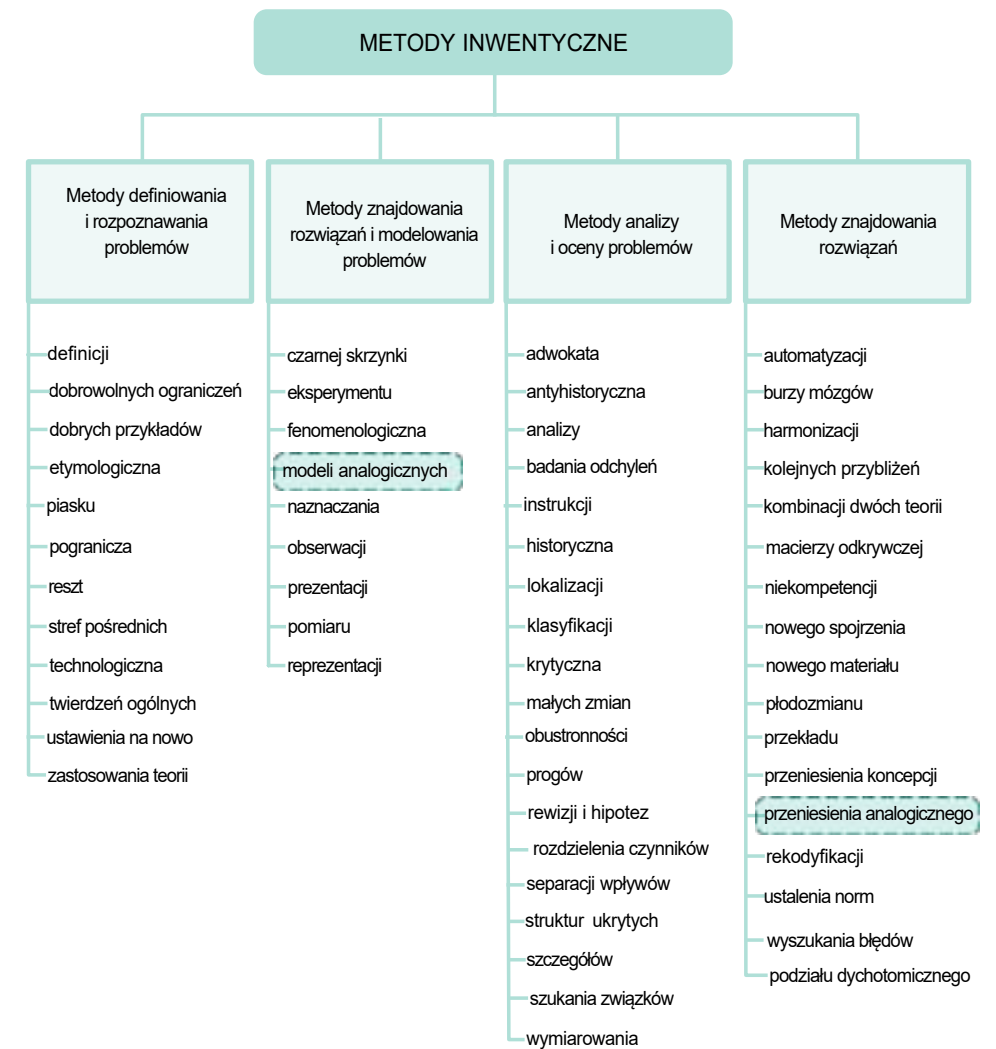 METODY INWENTYCZNE
Metody definiowania
i rozpoznawania
problemów
definicji
dobrowolnych ograniczeń
dobrych przykładów
etymologiczna
piasku
pogranicza
reszt
stref pośrednich
technologiczna
twierdzeń ogólnych
ustawienia na nowo
zastosowania teorii
Metody znajdowania
rozwiązań i modelowania
problemów
czarnej skrzynki
eksperymentu
fenomenologiczna
modeli analogicznych
naznaczania
obserwacji
prezentacji
pomiaru
reprezentacji
Metody analizy
i oceny problemów
adwokata
antyhistoryczna
analizy
badania odchyleń
instrukcji
historyczna
lokalizacji
klasyfikacji
krytyczna
małych zmian
obustronności
progów
rewizji i hipotez
rozdzielenia czynników
separacji wpływów
struktur ukrytych
szczegółów
szukania związków
wymiarowania
Metody znajdowania
rozwiązań
automatyzacji
burzy mózgów
harmonizacji
kolejnych przybliżeń
kombinacji dwóch teorii
macierzy odkrywczej
niekompetencji
nowego spojrzenia
nowego materiału
płodozmianu
przekładu
przeniesienia koncepcji
przeniesienia analogicznego
rekodyfikacji
ustalenia norm
wyszukania błędów
podziału dychotomicznego